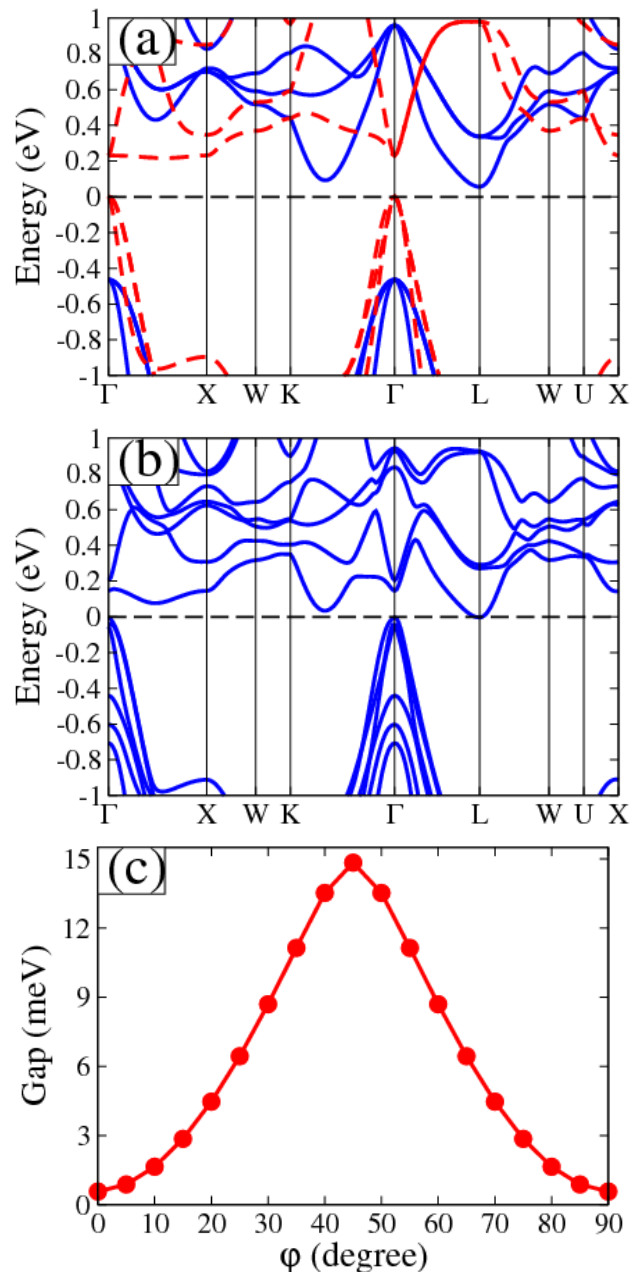 (a)
Energy (eV)
1
0.8
0.6
0.4
0.2
0
-0.2
-0.4
-0.6
-0.8
-1
Γ X W K Γ L W U X
(b)
Energy (eV)
1
0.8
0.6
0.4
0.2
0
-0.2
-0.4
-0.6
-0.8
-1
Γ X W K Γ L W U X
(c)
Gap (meV)
15
12
9
6
3
0
0 10 20 30 40 50 60 70 80 90
φ (degree)